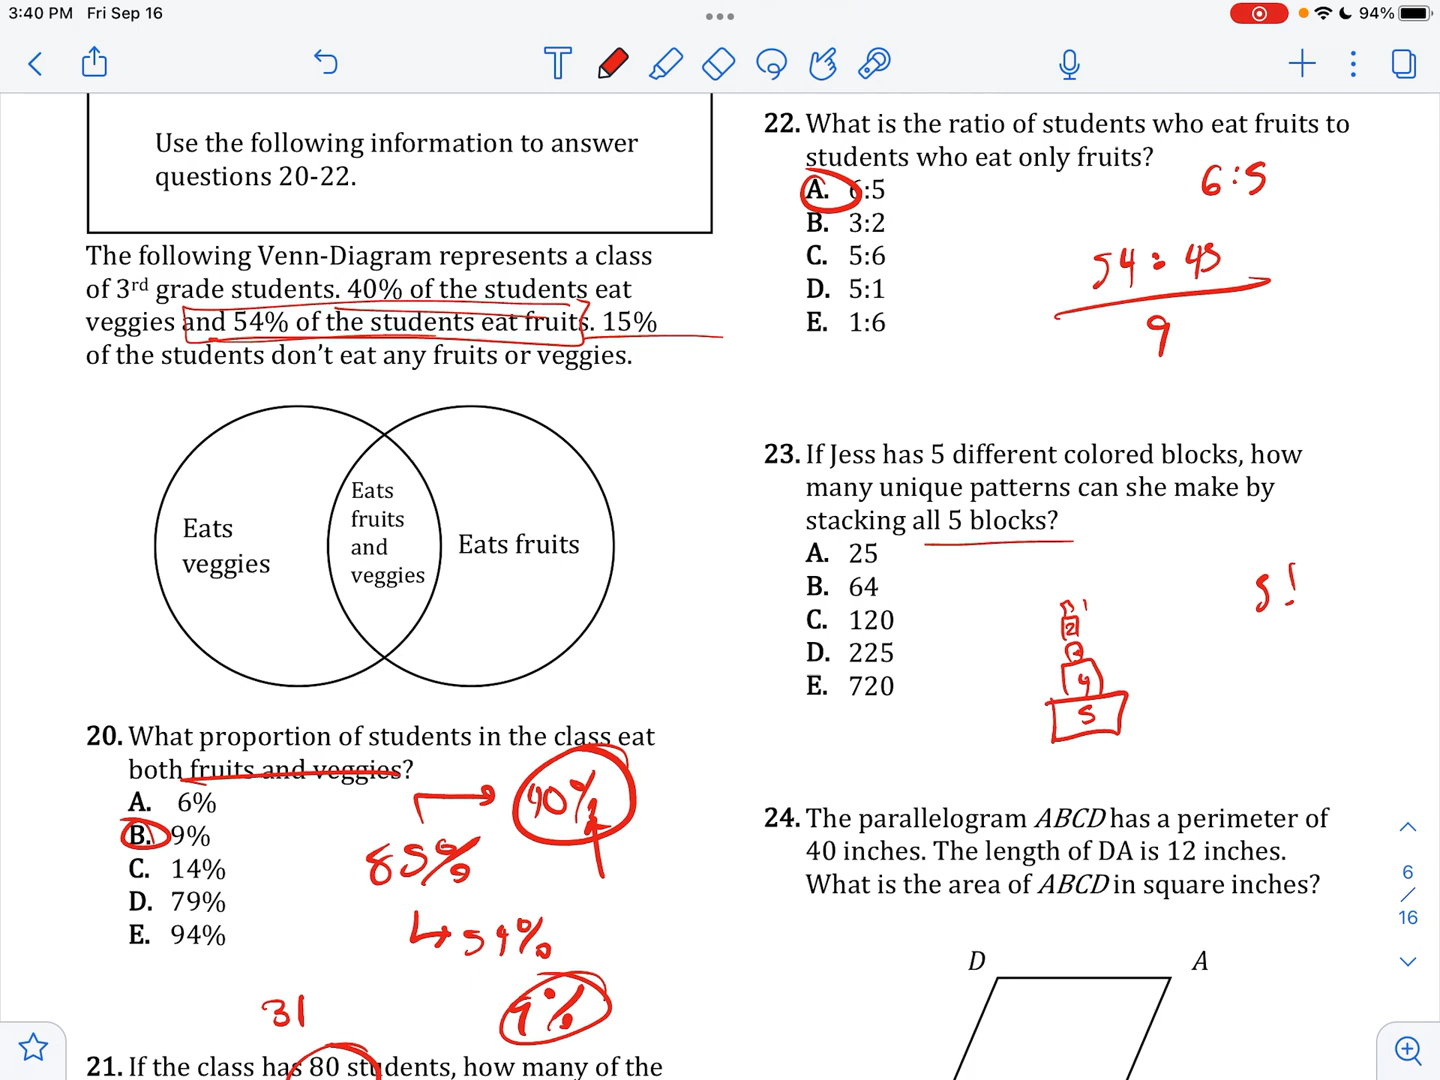 3:40 PM Fri Sep 16
94%
Use the following information to answer
questions 20-22.
The following Venn-Diagram represents a class
of 3rd grade students. 40% of the students eat
veggies and 54% of the students eat fruits. 15%
of the students don't eat any fruits or veggies.
Eats
veggies
Eats
fruits
and
veggies
Eats fruits
20. What proportion of students in the class eat
both fruits and veggies?
A. 6%
B. 9%
C. 14%
D. 79%
E. 94%
40%
85%
54%
9%
31
21. If the class has 80 students, how many of the
22. What is the ratio of students who eat fruits to
students who eat only fruits?
A. 6:5
B. 3:2
C. 5:6
D. 5:1
E. 1:6
6:5
54:45
9
23. If Jess has 5 different colored blocks, how
many unique patterns can she make by
stacking all 5 blocks?
A. 25
B. 64
C. 120
D. 225
E. 720
5!
1
2
3
4
5
24. The parallelogram ABCD has a perimeter of
40 inches. The length of DA is 12 inches.
What is the area of ABCD in square inches?
D A
6
/
16